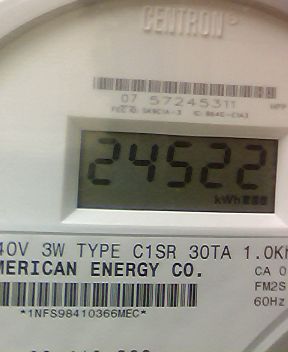 CENTRON
07 57245311
24522
kWh
40V 3W TYPE C1SR 30TA 1.0Kh
MERICAN ENERGY CO.
CA 0
FM2S
60Hz
*1NFS98410366MEC*